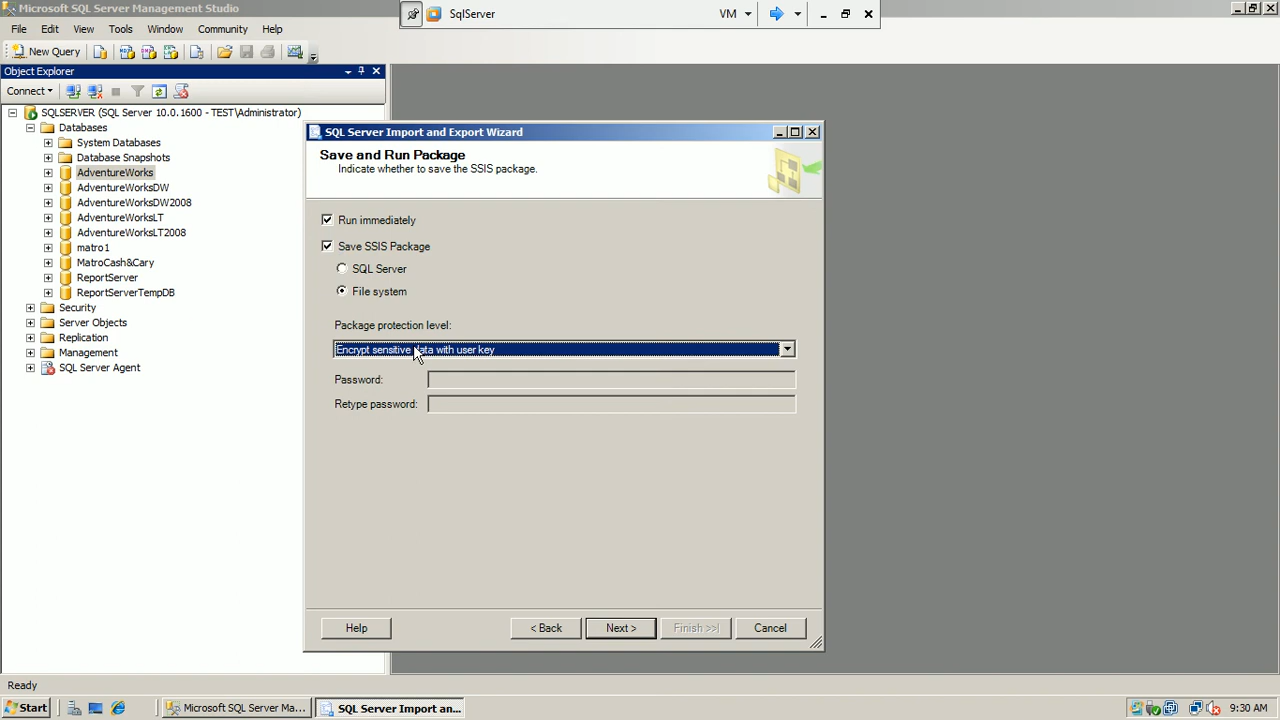 Microsoft SQL Server Management Studio
SqlServer
VM
File Edit View Tools Window Community Help
New Query
Object Explorer
Connect
SQLSERVER (SQL Server 10.0.1600 - TEST\Administrator)
Databases
System Databases
Database Snapshots
AdventureWorks
AdventureWorksDW
AdventureWorksDW2008
AdventureWorksLT
AdventureWorksLT2008
matro1
MatroCash&Cary
ReportServer
ReportServerTempDB
Security
Server Objects
Replication
Management
SQL Server Agent
SQL Server Import and Export Wizard
Save and Run Package
Indicate whether to save the SSIS package.
Run immediately
Save SSIS Package
SQL Server
File system
Package protection level:
Encrypt sensitive data with user key
Password:
Retype password:
Help
< Back
Next >
Finish >>|
Cancel
Ready
Start
Microsoft SQL Server Ma...
SQL Server Import an...
9:30 AM